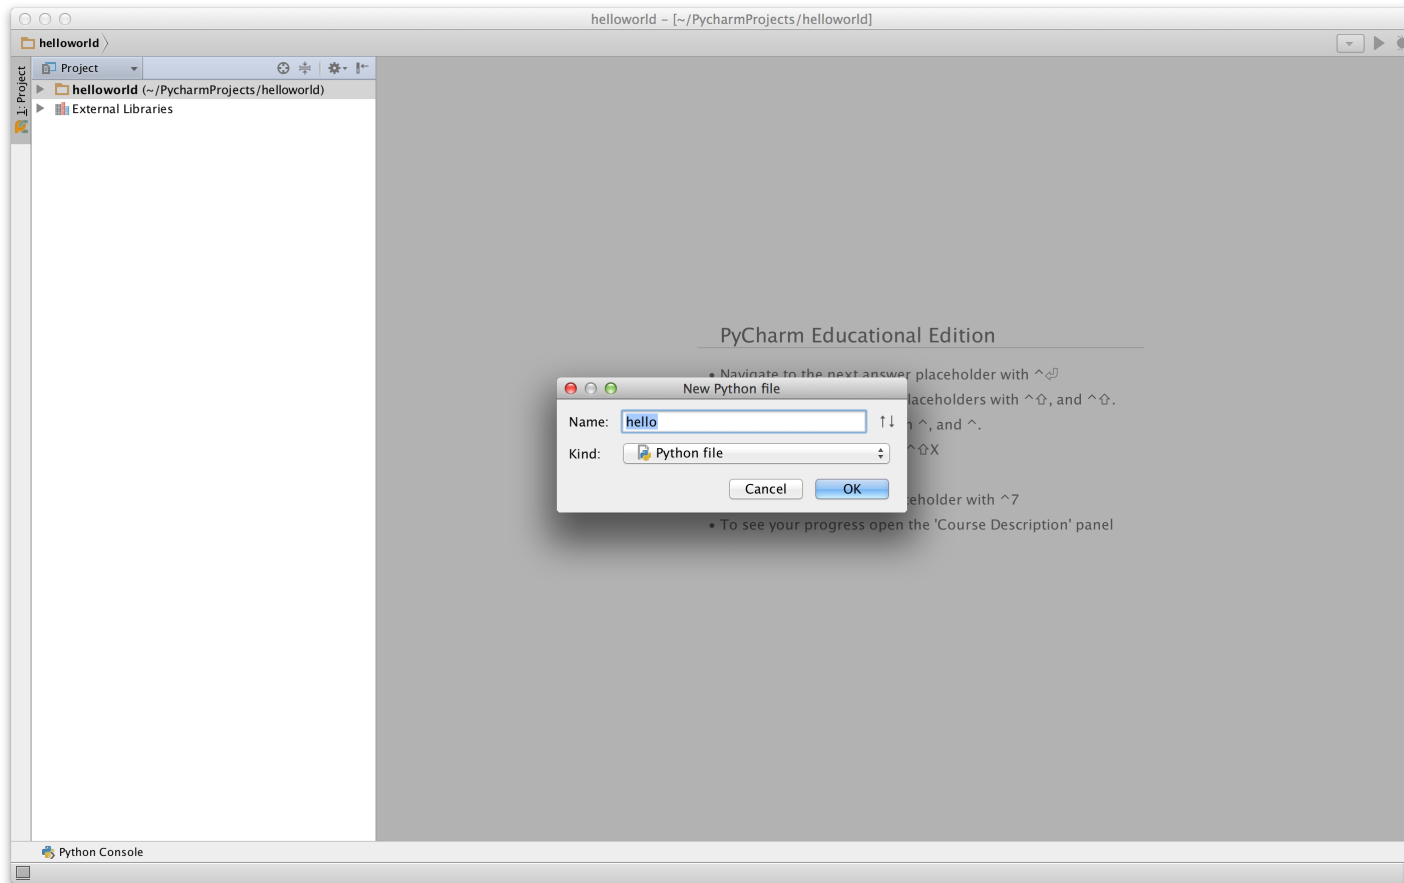 helloworld – [~/PycharmProjects/helloworld]
helloworld
1: Project
Project
helloworld (~/PycharmProjects/helloworld)
External Libraries
PyCharm Educational Edition
• Navigate to the next answer placeholder with ^⏎
laceholders with ^⇧, and ^⇧.
^, and ^.
^⇧X
eholder with ^7
• To see your progress open the 'Course Description' panel
New Python file
Name: hello ↑↓
Kind: Python file
Cancel OK
Python Console